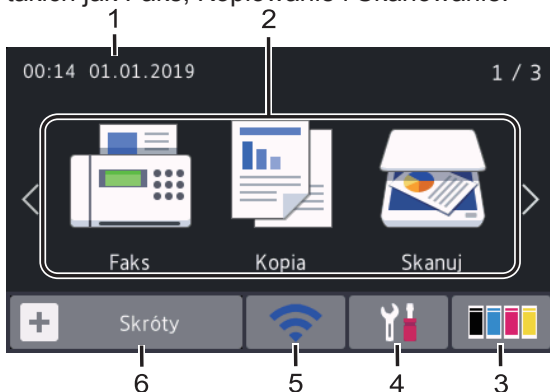 takich jak Faks, Kopiowanie i Skanowanie.
1 2
00:14 01.01.2019 1 / 3
Faks Kopia Skanuj
Skróty
6 5 4 3